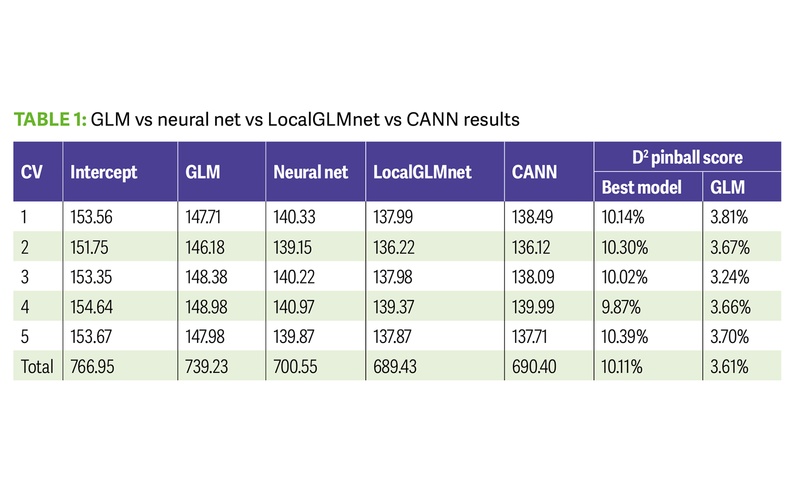 TABLE 1: GLM vs neural net vs LocalGLMnet vs CANN results
CV Intercept GLM Neural net LocalGLMnet CANN D² pinball score
Best model GLM
1 153.56 147.71 140.33 137.99 138.49 10.14% 3.81%
2 151.75 146.18 139.15 136.22 136.12 10.30% 3.67%
3 153.35 148.38 140.22 137.98 138.09 10.02% 3.24%
4 154.64 148.98 140.97 139.37 139.99 9.87% 3.66%
5 153.67 147.98 139.87 137.87 137.71 10.39% 3.70%
Total 766.95 739.23 700.55 689.43 690.40 10.11% 3.61%